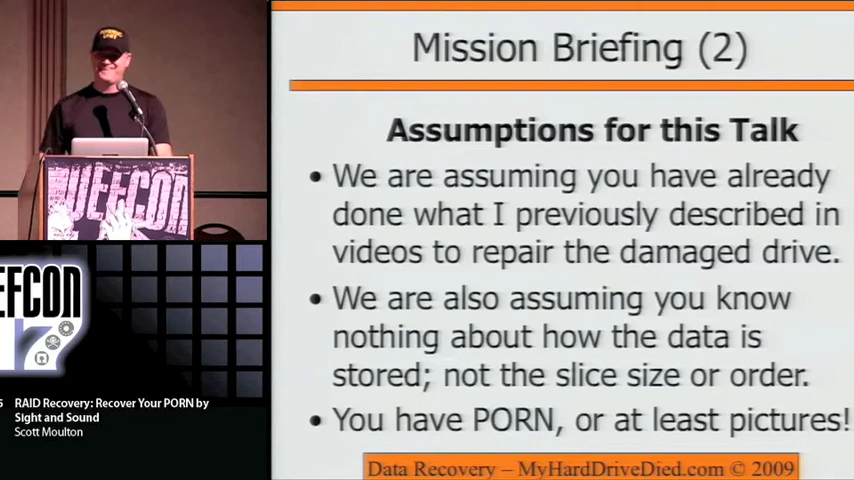 Mission Briefing (2)
Assumptions for this Talk
• We are assuming you have already
done what I previously described in
videos to repair the damaged drive.
• We are also assuming you know
nothing about how the data is
stored; not the slice size or order.
• You have PORN, or at least pictures!
Data Recovery – MyHardDriveDied.com © 2009
DEFCON
EFCON
17
RAID Recovery: Recover Your PORN by
Sight and Sound
Scott Moulton